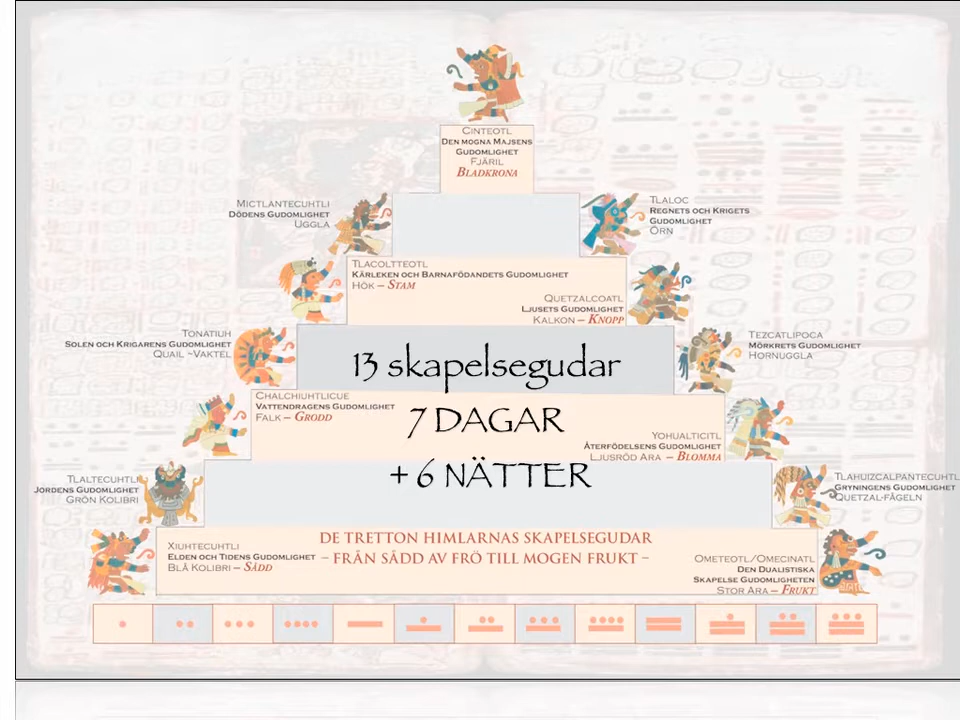 CINTEOTL
DEN MOGNA MAJSENS
GUDOMLIGHET
FJÄRIL
BLADKRONA
MICTLANTECUHTLI
DÖDENS GUDOMLIGHET
UGGLA
TLALOC
REGNETS OCH KRIGETS
GUDOMLIGHET
ÖRN
TLACOLTTEOTL
KÄRLEKEN OCH BARNAFÖDANDETS GUDOMLIGHET
HÖK – STAM
QUETZALCOATL
LJUSETS GUDOMLIGHET
KALKON – KNOPP
TONATIUH
SOLEN OCH KRIGARENS GUDOMLIGHET
QUAIL ~VAKTEL
TEZCATLIPOCA
MÖRKRETS GUDOMLIGHET
HORNUGGLA
13 skapelsegudar
7 DAGAR
+ 6 NÄTTER
CHALCHIUHTLICUE
VATTENDRAGENS GUDOMLIGHET
FALK – GRODD
YOHUALTICITL
ÅTERFÖDELSENS GUDOMLIGHET
LJUSRÖD ARA – BLOMMA
TLALTECUHTLI
JORDENS GUDOMLIGHET
GRÖN KOLIBRI
TLAHUIZCALPANTECUHTLI
GRYNINGENS GUDOMLIGHET
QUETZAL-FÅGELN
DE TRETTON HIMLARNAS SKAPELSEGUDAR
– FRÅN SÅDD AV FRÖ TILL MOGEN FRUKT –
XIUHTECUHTLI
ELDEN OCH TIDENS GUDOMLIGHET
BLÅ KOLIBRI – SÅDD
OMETEOTL/OMECINATL
DEN DUALISTISKA
SKAPELSE GUDOMLIGHETEN
STOR ARA – FRUKT